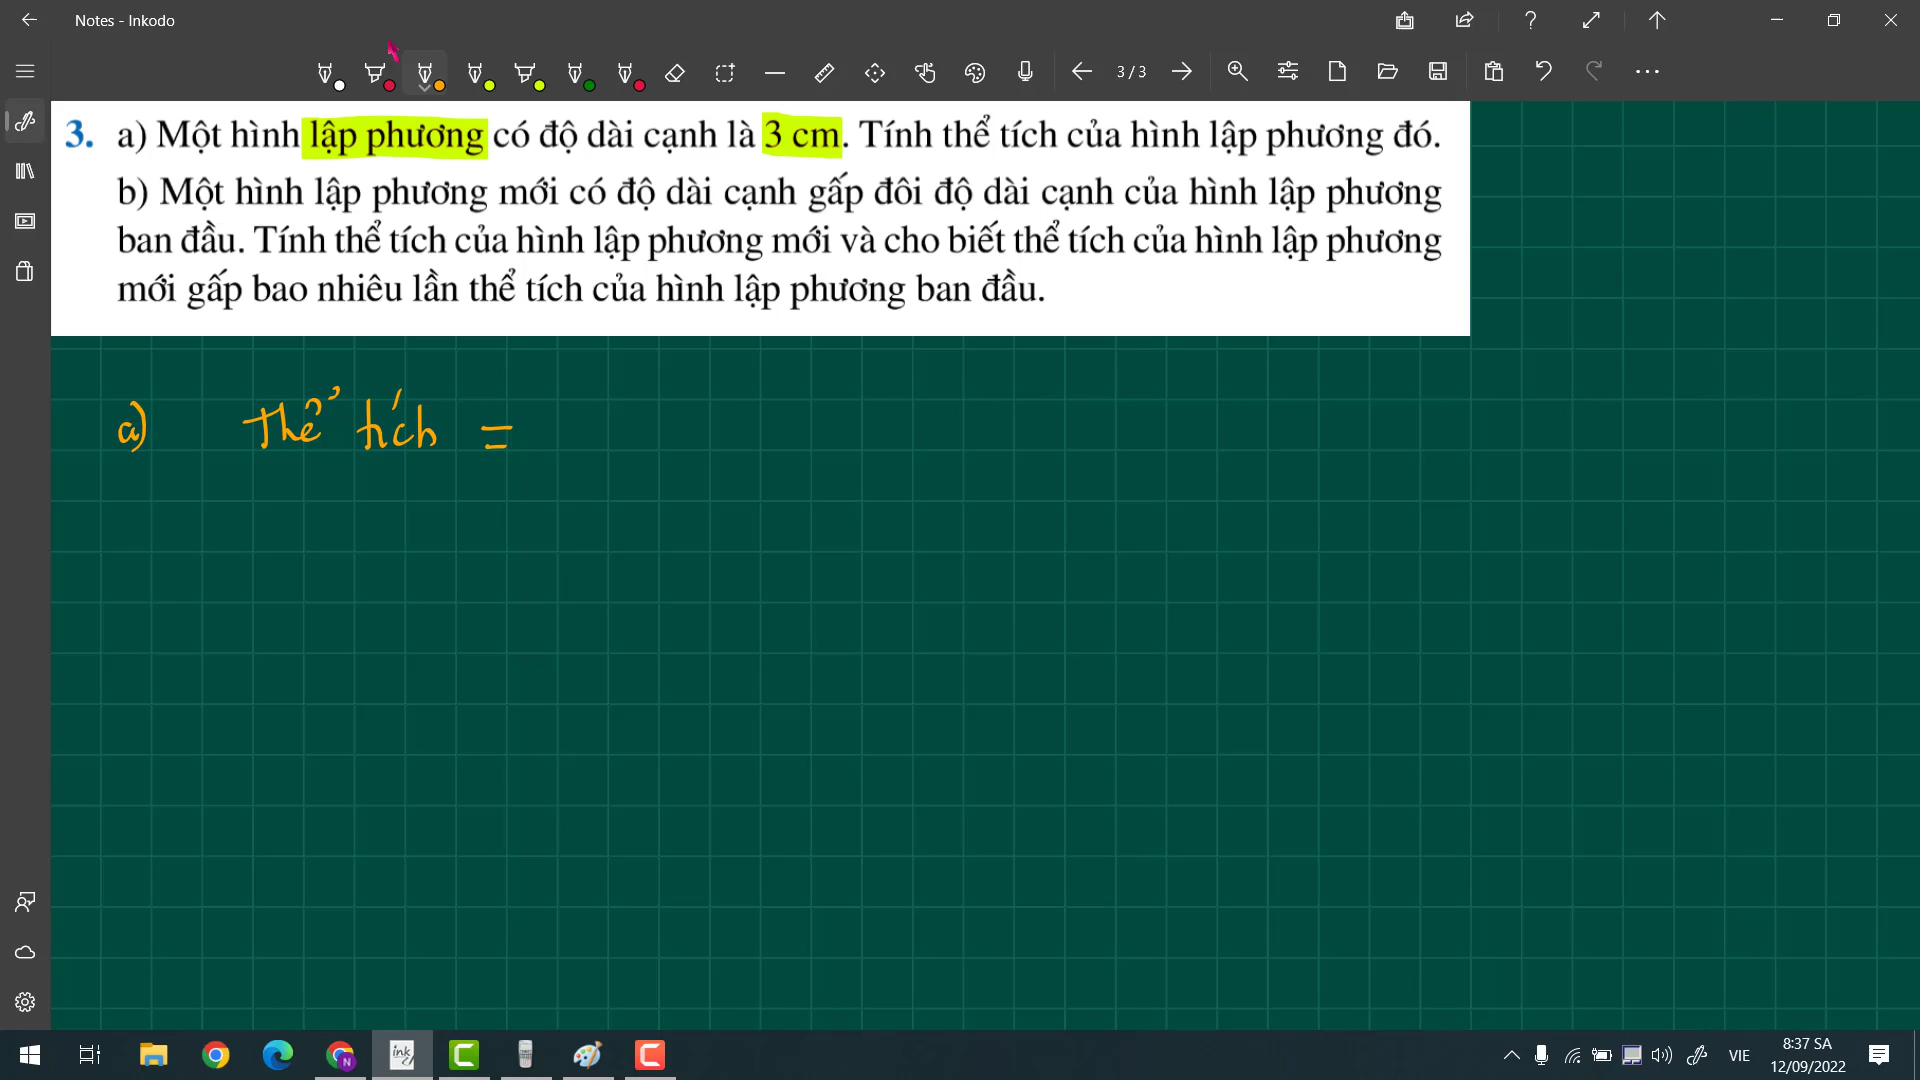 Notes - Inkodo
3 / 3
3. a) Một hình lập phương có độ dài cạnh là 3 cm. Tính thể tích của hình lập phương đó.
b) Một hình lập phương mới có độ dài cạnh gấp đôi độ dài cạnh của hình lập phương
ban đầu. Tính thể tích của hình lập phương mới và cho biết thể tích của hình lập phương
mới gấp bao nhiêu lần thể tích của hình lập phương ban đầu.
a) Thể tích =
N
ink
VIE
8:37 SA
12/09/2022